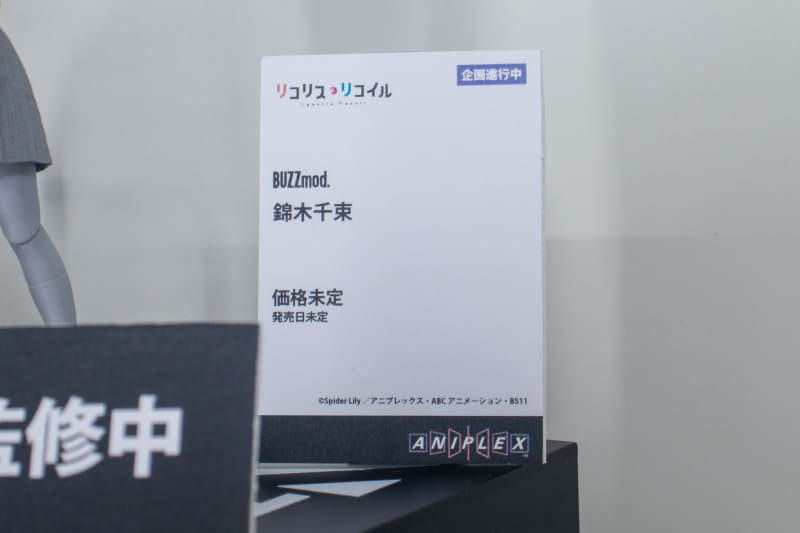 リコリス・リコイル
Lycoris Recoil
企画進行中
BUZZmod.
錦木千束
価格未定
発売日未定
©Spider Lily／アニプレックス・ABCアニメーション・BS11
ANIPLEX
監修中